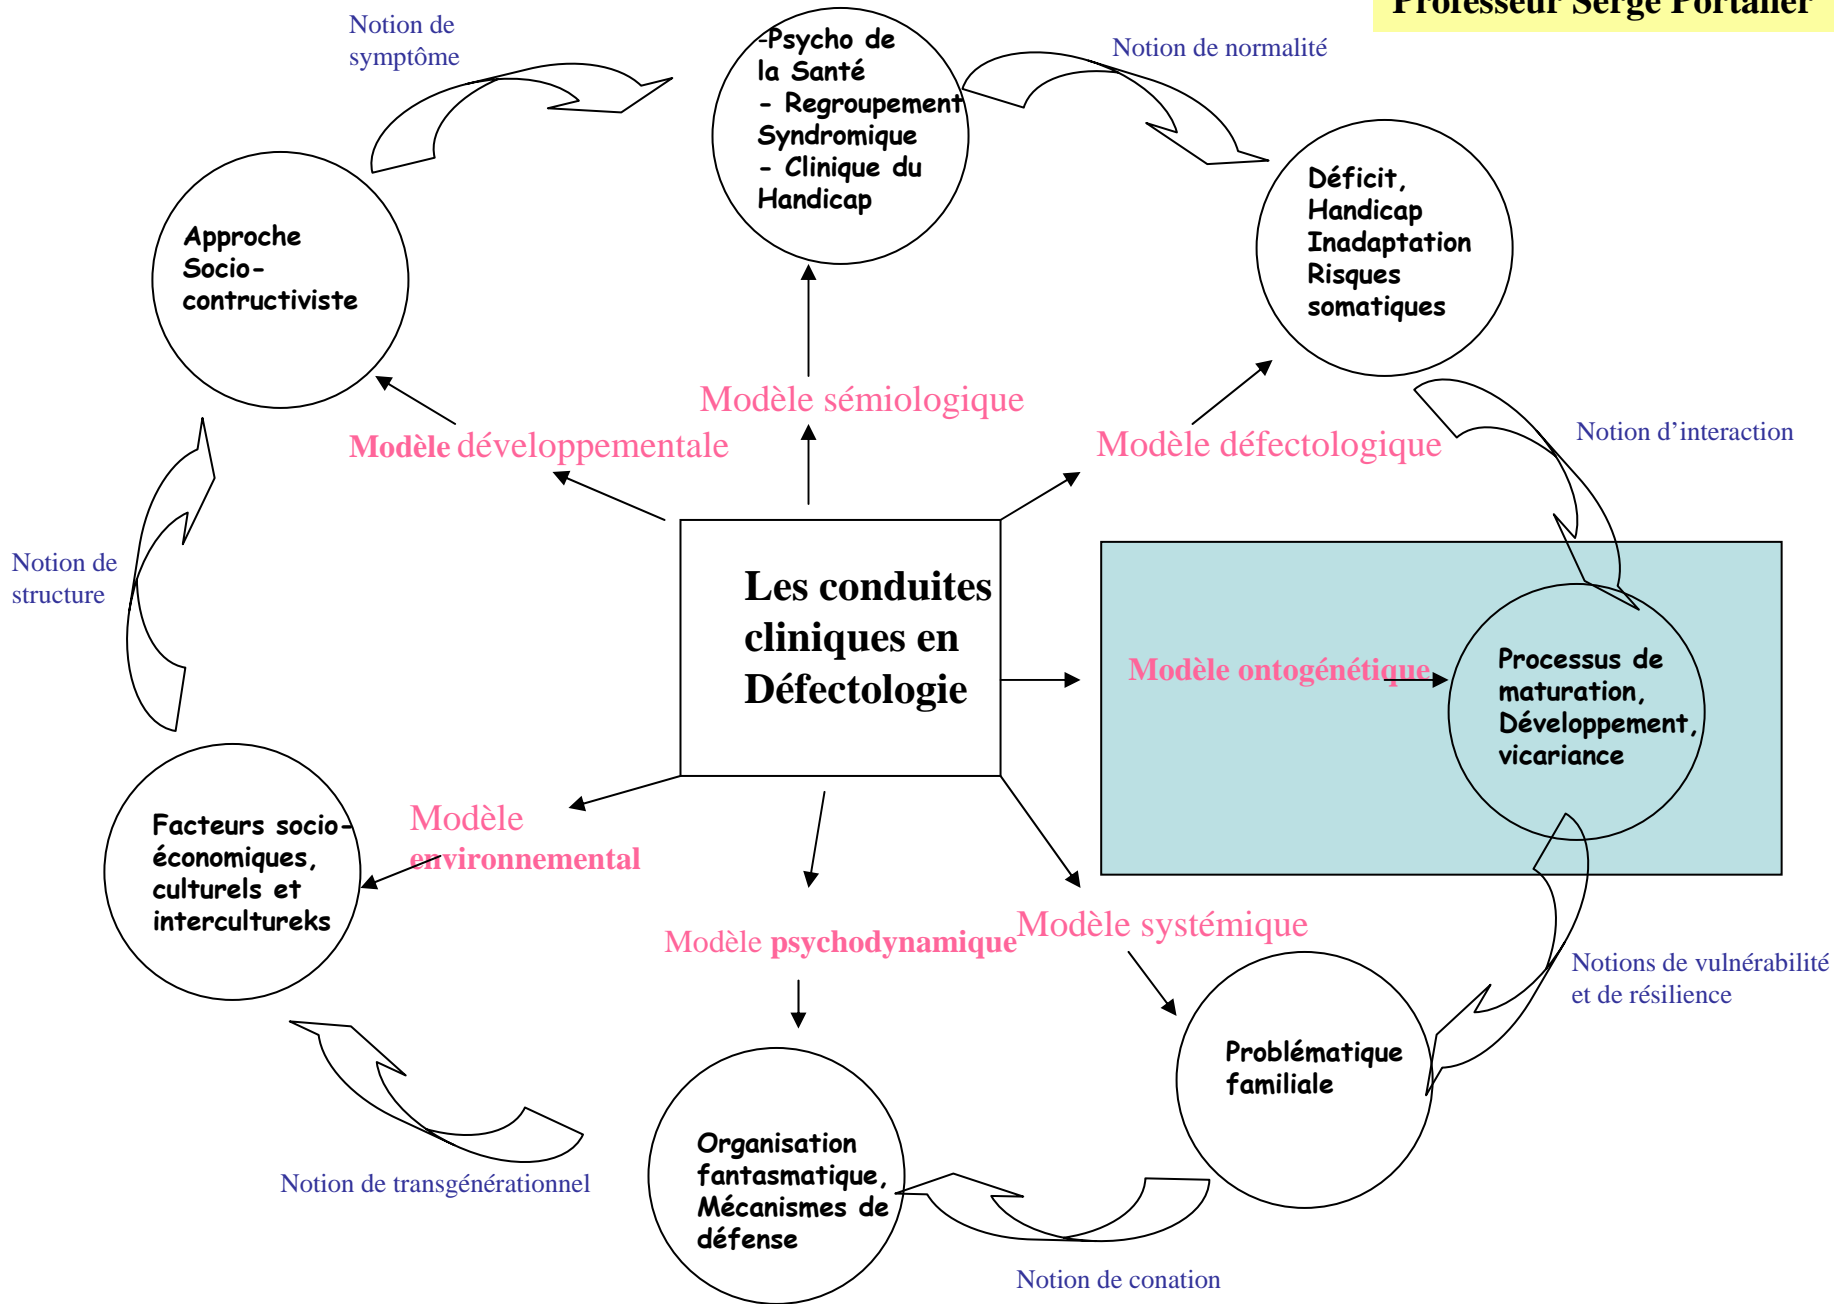 Professeur Serge Portalier
Notion de
symptôme
-Psycho de
la Santé
- Regroupement
Syndromique
- Clinique du
Handicap
Notion de normalité
Déficit,
Handicap
Inadaptation
Risques
somatiques
Approche
Socio-
contructiviste
Modèle sémiologique
Modèle développementale
Modèle défectologique
Notion d’interaction
Notion de
structure
Les conduites
cliniques en
Défectologie
Modèle ontogénétique
Processus de
maturation,
Développement,
vicariance
Facteurs socio-
économiques,
culturels et
intercultureks
Modèle
environnemental
Modèle psychodynamique
Modèle systémique
Notions de vulnérabilité
et de résilience
Problématique
familiale
Organisation
fantasmatique,
Mécanismes de
défense
Notion de transgénérationnel
Notion de conation